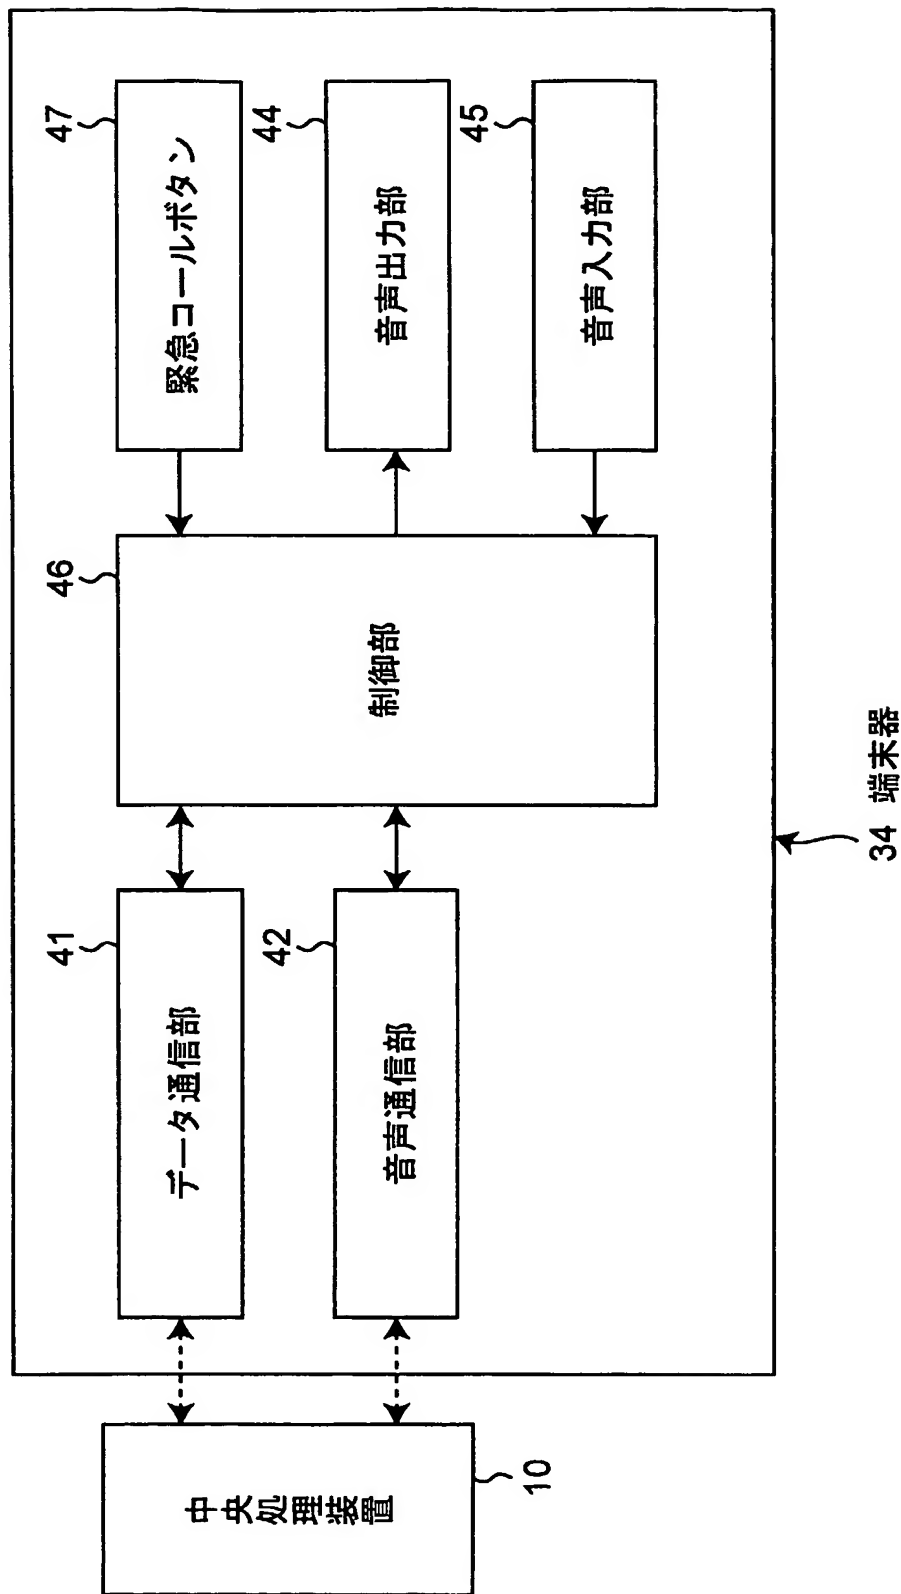 47
緊急コールボタン
44
音声出力部
45
音声入力部
46
制御部
41
データ通信部
42
音声通信部
10
中央処理装置
34 端末器